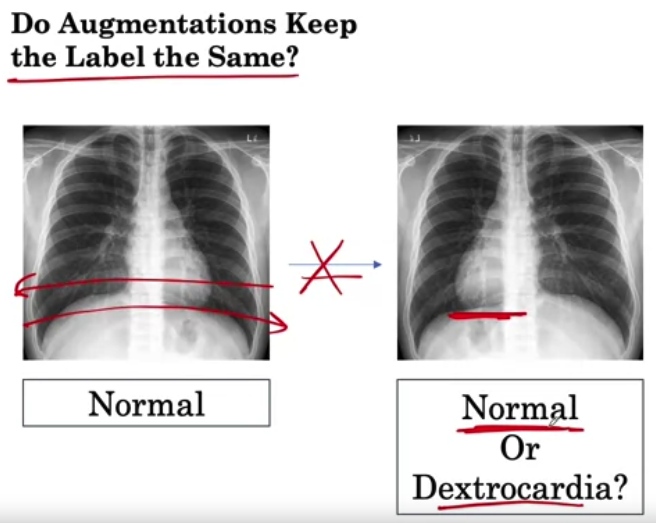 Do Augmentations Keep
the Label the Same?
Normal
Normal
Or
Dextrocardia?